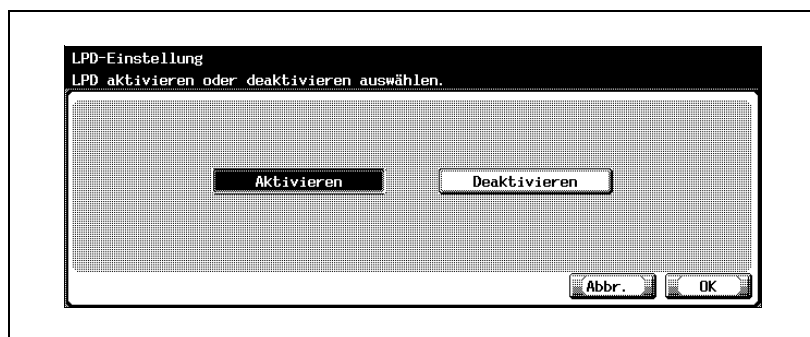 LPD-Einstellung
LPD aktivieren oder deaktivieren auswählen.
Aktivieren Deaktivieren
Abbr. OK